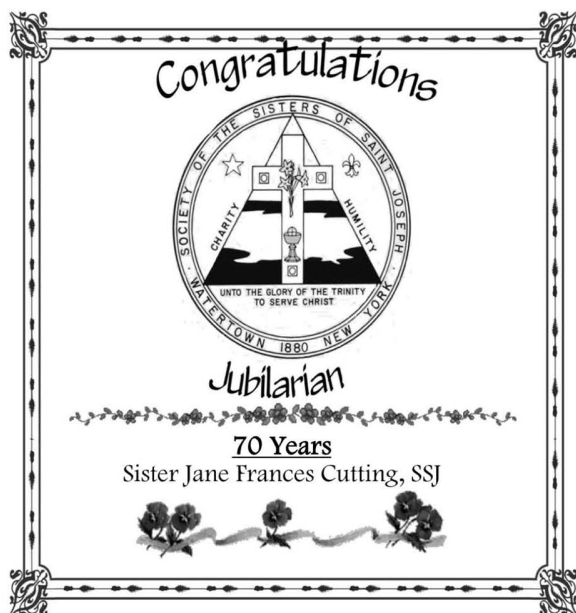 Congratulations
SOCIETY OF THE SISTERS OF SAINT JOSEPH
CHARITY
HUMILITY
UNTO THE GLORY OF THE TRINITY
TO SERVE CHRIST
· WATERTOWN 1880 NEW YORK ·
Jubilarian
70 Years
Sister Jane Frances Cutting, SSJ